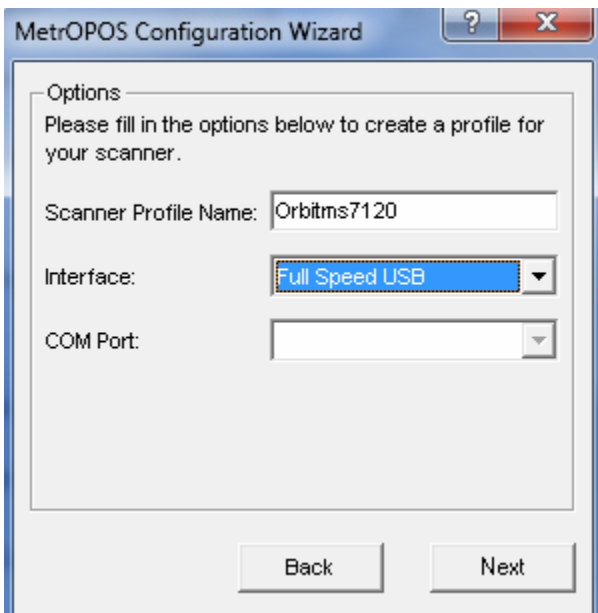 MetrOPOS Configuration Wizard
?
X
Options
Please fill in the options below to create a profile for
your scanner.
Scanner Profile Name: Orbitms7120
Interface: Full Speed USB
COM Port:
Back Next